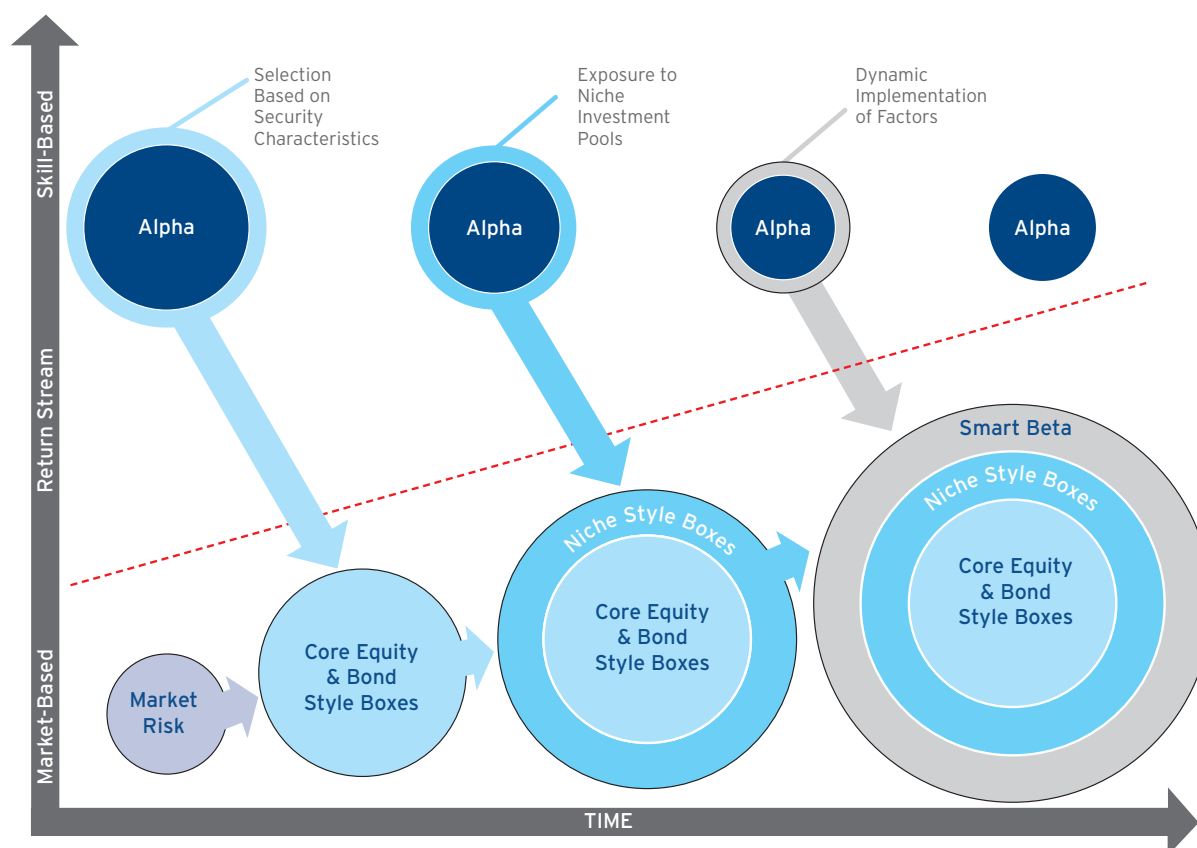 Skill-Based
Return Stream
Market-Based
Selection
Based on
Security
Characteristics
Exposure to
Niche
Investment
Pools
Dynamic
Implementation
of Factors
Alpha
Alpha
Alpha
Alpha
Market
Risk
Core Equity
& Bond
Style Boxes
Niche Style Boxes
Core Equity
& Bond
Style Boxes
Smart Beta
Niche Style Boxes
Core Equity
& Bond
Style Boxes
TIME